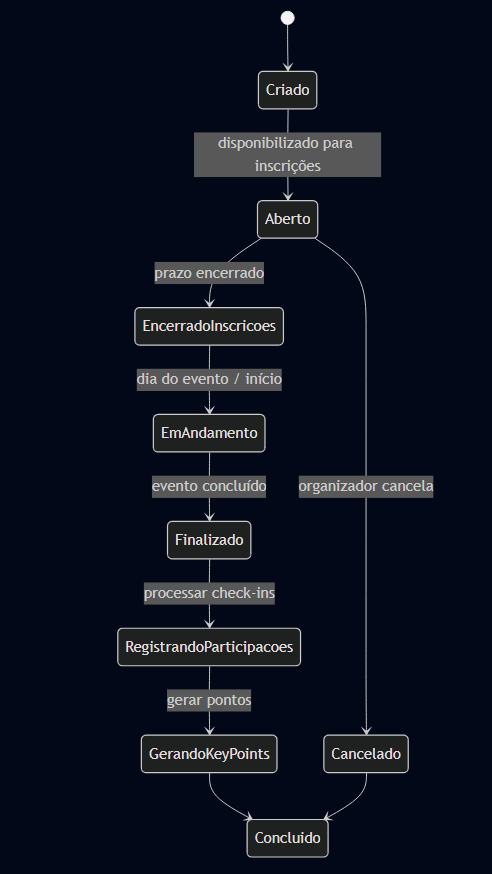 Criado
disponibilizado para
inscrições
Aberto
prazo encerrado
EncerradoInscricoes
dia do evento / início
EmAndamento
evento concluído
organizador cancela
Finalizado
processar check-ins
RegistrandoParticipacoes
gerar pontos
GerandoKeyPoints
Cancelado
Concluido